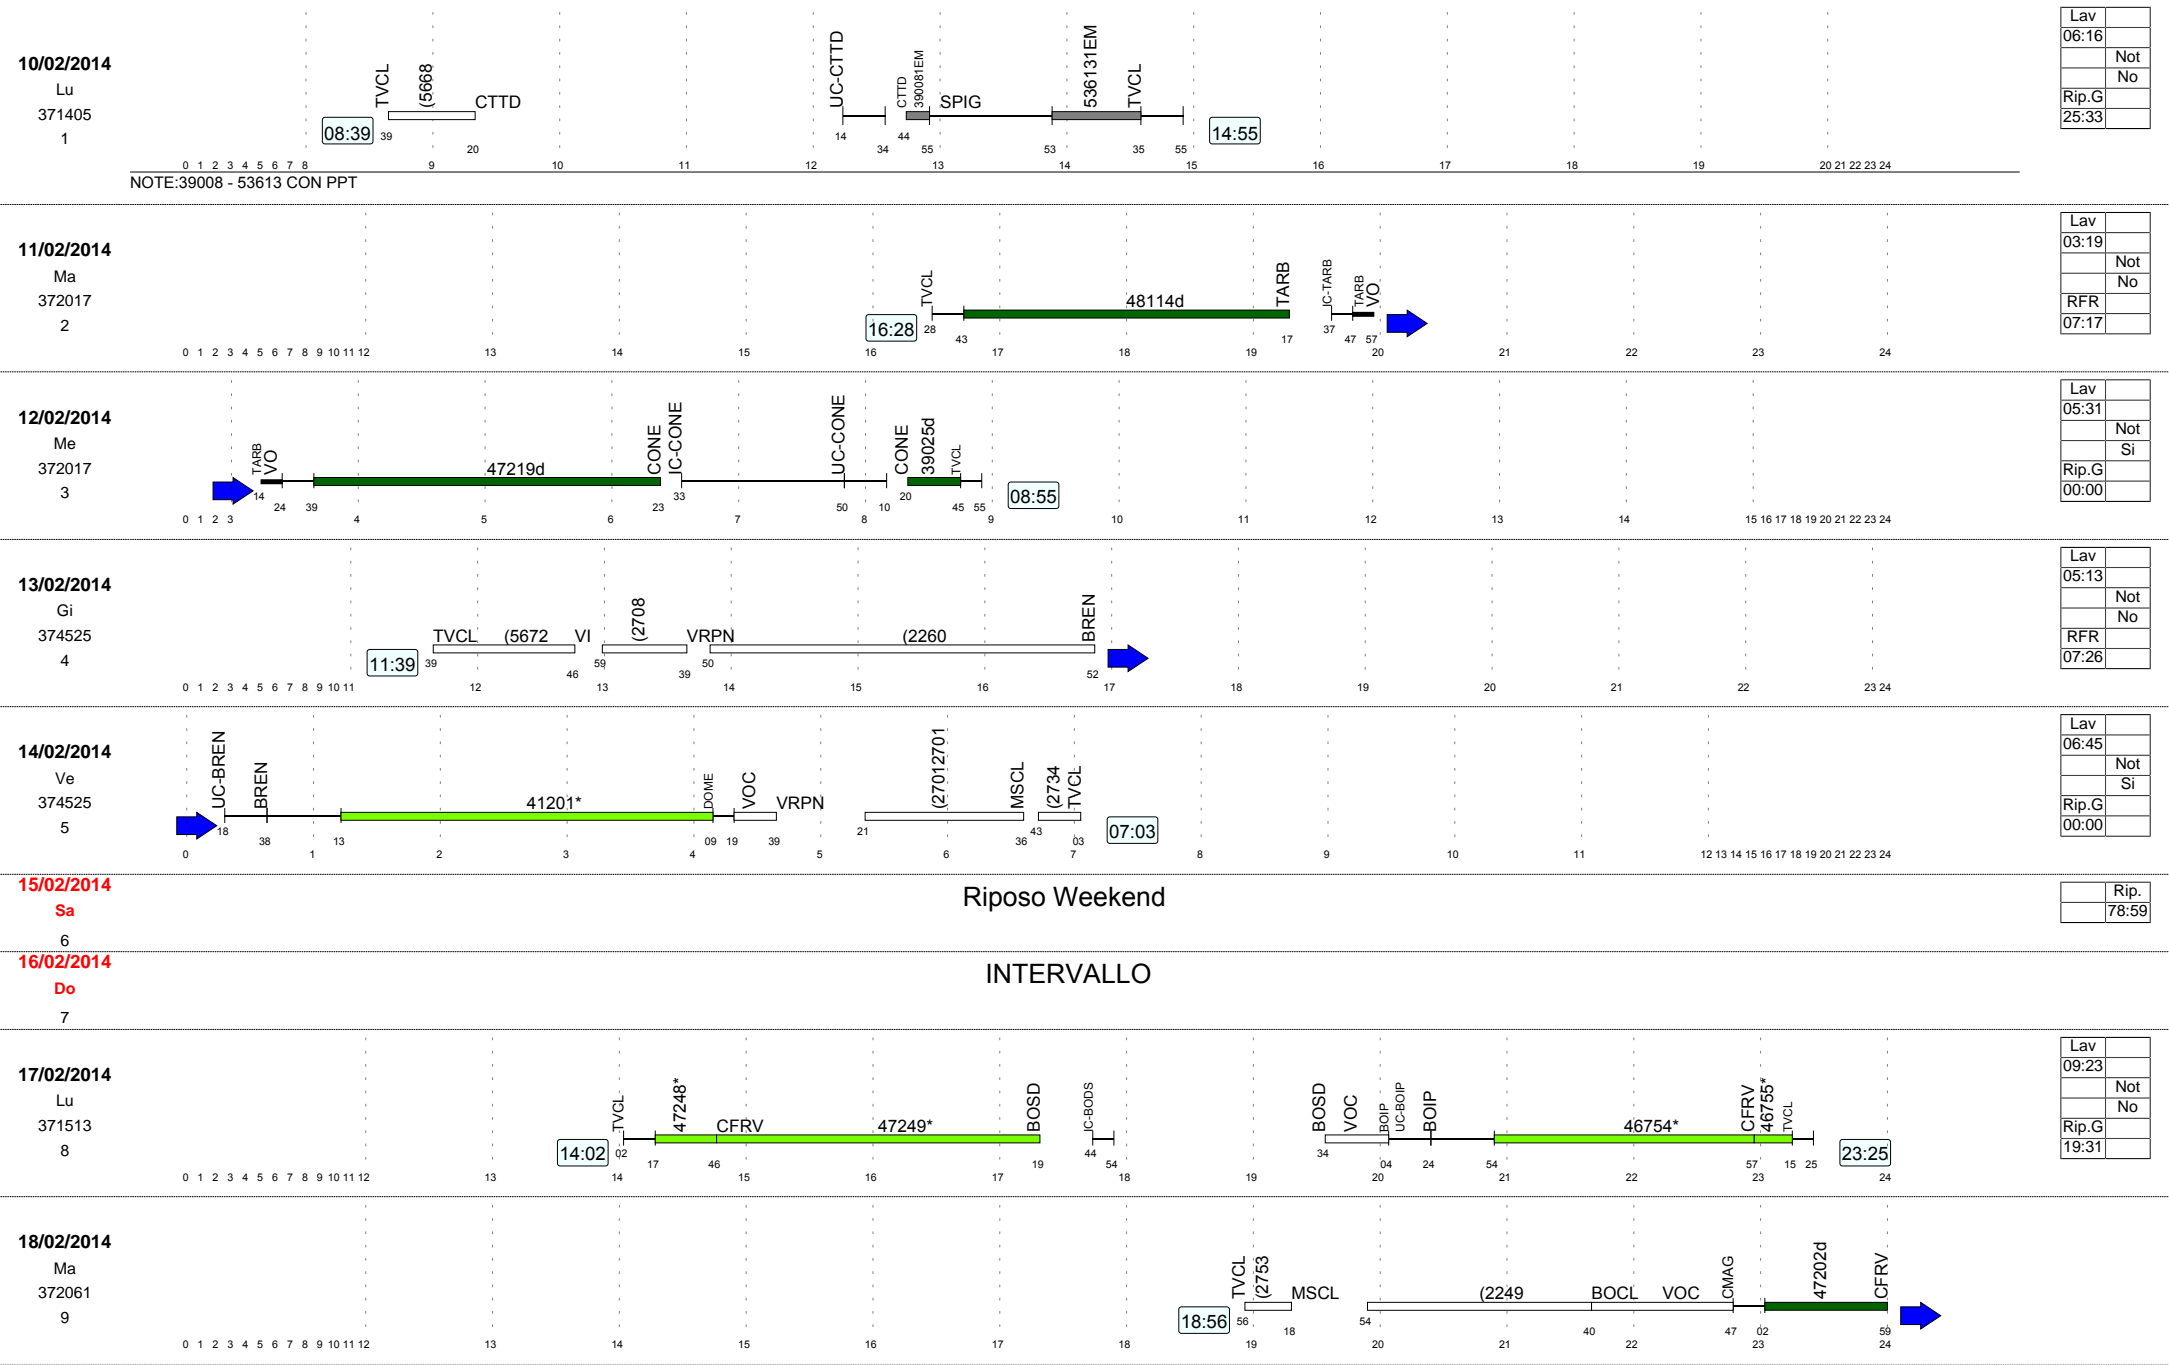 10/02/2014
Lu
371405
1
08:39
TVCL
(5668
CTTD
39
20
UC-CTTD
14
34
CTTD
390081EM
44
55
SPIG
53
536131EM
TVCL
35
55
14:55
0 1 2 3 4 5 6 7 8 9 10 11 12 13 14 15 16 17 18 19 20 21 22 23 24
NOTE:39008 - 53613 CON PPT
Lav
06:16
Not
No
Rip.G
25:33
11/02/2014
Ma
372017
2
16:28
TVCL
28
43
48114d
TARB
17
IC-TARB
TARB
VO
37
47
57
0 1 2 3 4 5 6 7 8 9 10 11 12 13 14 15 16 17 18 19 20 21 22 23 24
Lav
03:19
Not
No
RFR
07:17
12/02/2014
Me
372017
3
TARB
VO
14
24
39
47219d
CONE
23
IC-CONE
33
UC-CONE
50
10
CONE
20
39025d
TVCL
45
55
08:55
0 1 2 3 4 5 6 7 8 9 10 11 12 13 14 15 16 17 18 19 20 21 22 23 24
Lav
05:31
Not
Si
Rip.G
00:00
13/02/2014
Gi
374525
4
11:39
TVCL
39
(5672
VI
46
59
(2708
VRPN
39
50
(2260
BREN
52
0 1 2 3 4 5 6 7 8 9 10 11 12 13 14 15 16 17 18 19 20 21 22 23 24
Lav
05:13
Not
No
RFR
07:26
14/02/2014
Ve
374525
5
UC-BREN
18
BREN
38
13
41201*
DOME
09
19
VOC
VRPN
39
21
(27012701
MSCL
36
43
(2734
TVCL
03
07:03
0 1 2 3 4 5 6 7 8 9 10 11 12 13 14 15 16 17 18 19 20 21 22 23 24
Lav
06:45
Not
Si
Rip.G
00:00
15/02/2014
Sa
6
Riposo Weekend
Rip.
78:59
16/02/2014
Do
7
INTERVALLO
17/02/2014
Lu
371513
8
14:02
TVCL
02
17
47248*
CFRV
46
47249*
BOSD
19
IC-BODS
44
54
BOSD
34
VOC
BOIP
04
UC-BOIP
BOIP
24
54
46754*
CFRV
57
46755*
TVCL
15
25
23:25
0 1 2 3 4 5 6 7 8 9 10 11 12 13 14 15 16 17 18 19 20 21 22 23 24
Lav
09:23
Not
No
Rip.G
19:31
18/02/2014
Ma
372061
9
18:56
TVCL
56
(2753
MSCL
18
54
(2249
BOCL
40
VOC
CMAG
47
02
47202d
CFRV
59
0 1 2 3 4 5 6 7 8 9 10 11 12 13 14 15 16 17 18 19 20 21 22 23 24